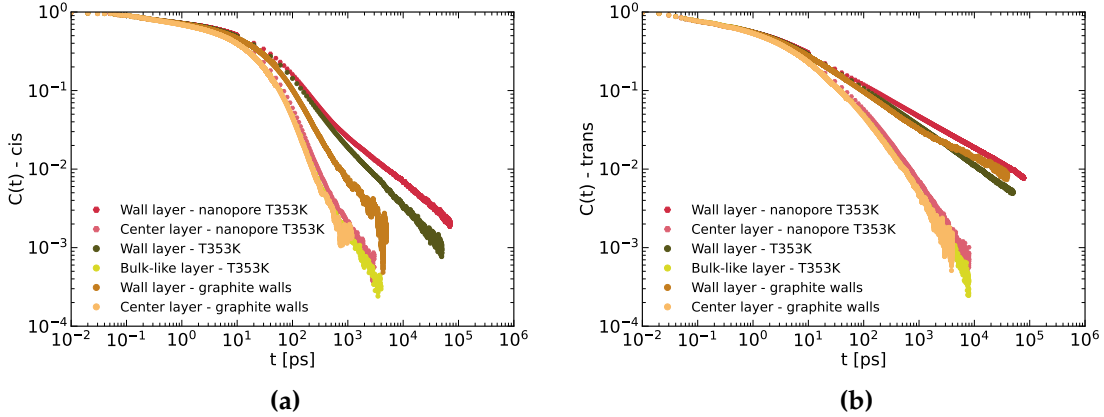 C(t) - cis
10^0
10^-1
10^-2
10^-3
10^-4
Wall layer - nanopore T353K
Center layer - nanopore T353K
Wall layer - T353K
Bulk-like layer - T353K
Wall layer - graphite walls
Center layer - graphite walls
10^-2 10^-1 10^0 10^1 10^2 10^3 10^4 10^5 10^6
t [ps]
(a)
C(t) - trans
10^0
10^-1
10^-2
10^-3
10^-4
Wall layer - nanopore T353K
Center layer - nanopore T353K
Wall layer - T353K
Bulk-like layer - T353K
Wall layer - graphite walls
Center layer - graphite walls
10^-2 10^-1 10^0 10^1 10^2 10^3 10^4 10^5 10^6
t [ps]
(b)